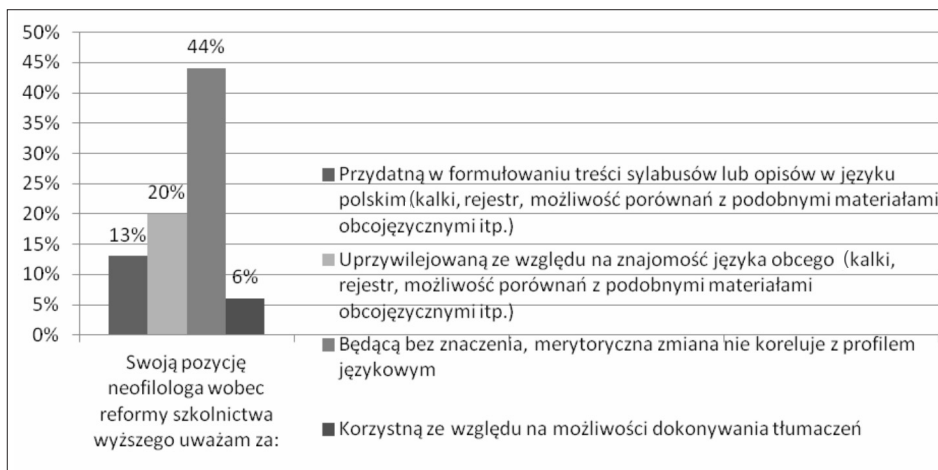 50%
45%
40%
35%
30%
25%
20%
15%
10%
5%
0%
13%
20%
44%
6%
Swoją pozycję
neofilologa wobec
reformy szkolnictwa
wyższego uważam za:
Przydatną w formułowaniu treści sylabusów lub opisów w języku
polskim (kalki, rejestr, możliwość porównań z podobnymi materiałami
obcojęzycznymi itp.)
Uprzywilejowaną ze względu na znajomość języka obcego (kalki,
rejestr, możliwość porównań z podobnymi materiałami
obcojęzycznymi itp.)
Będącą bez znaczenia, merytoryczna zmiana nie koreluje z profilem
językowym
Korzystną ze względu na możliwości dokonywania tłumaczeń